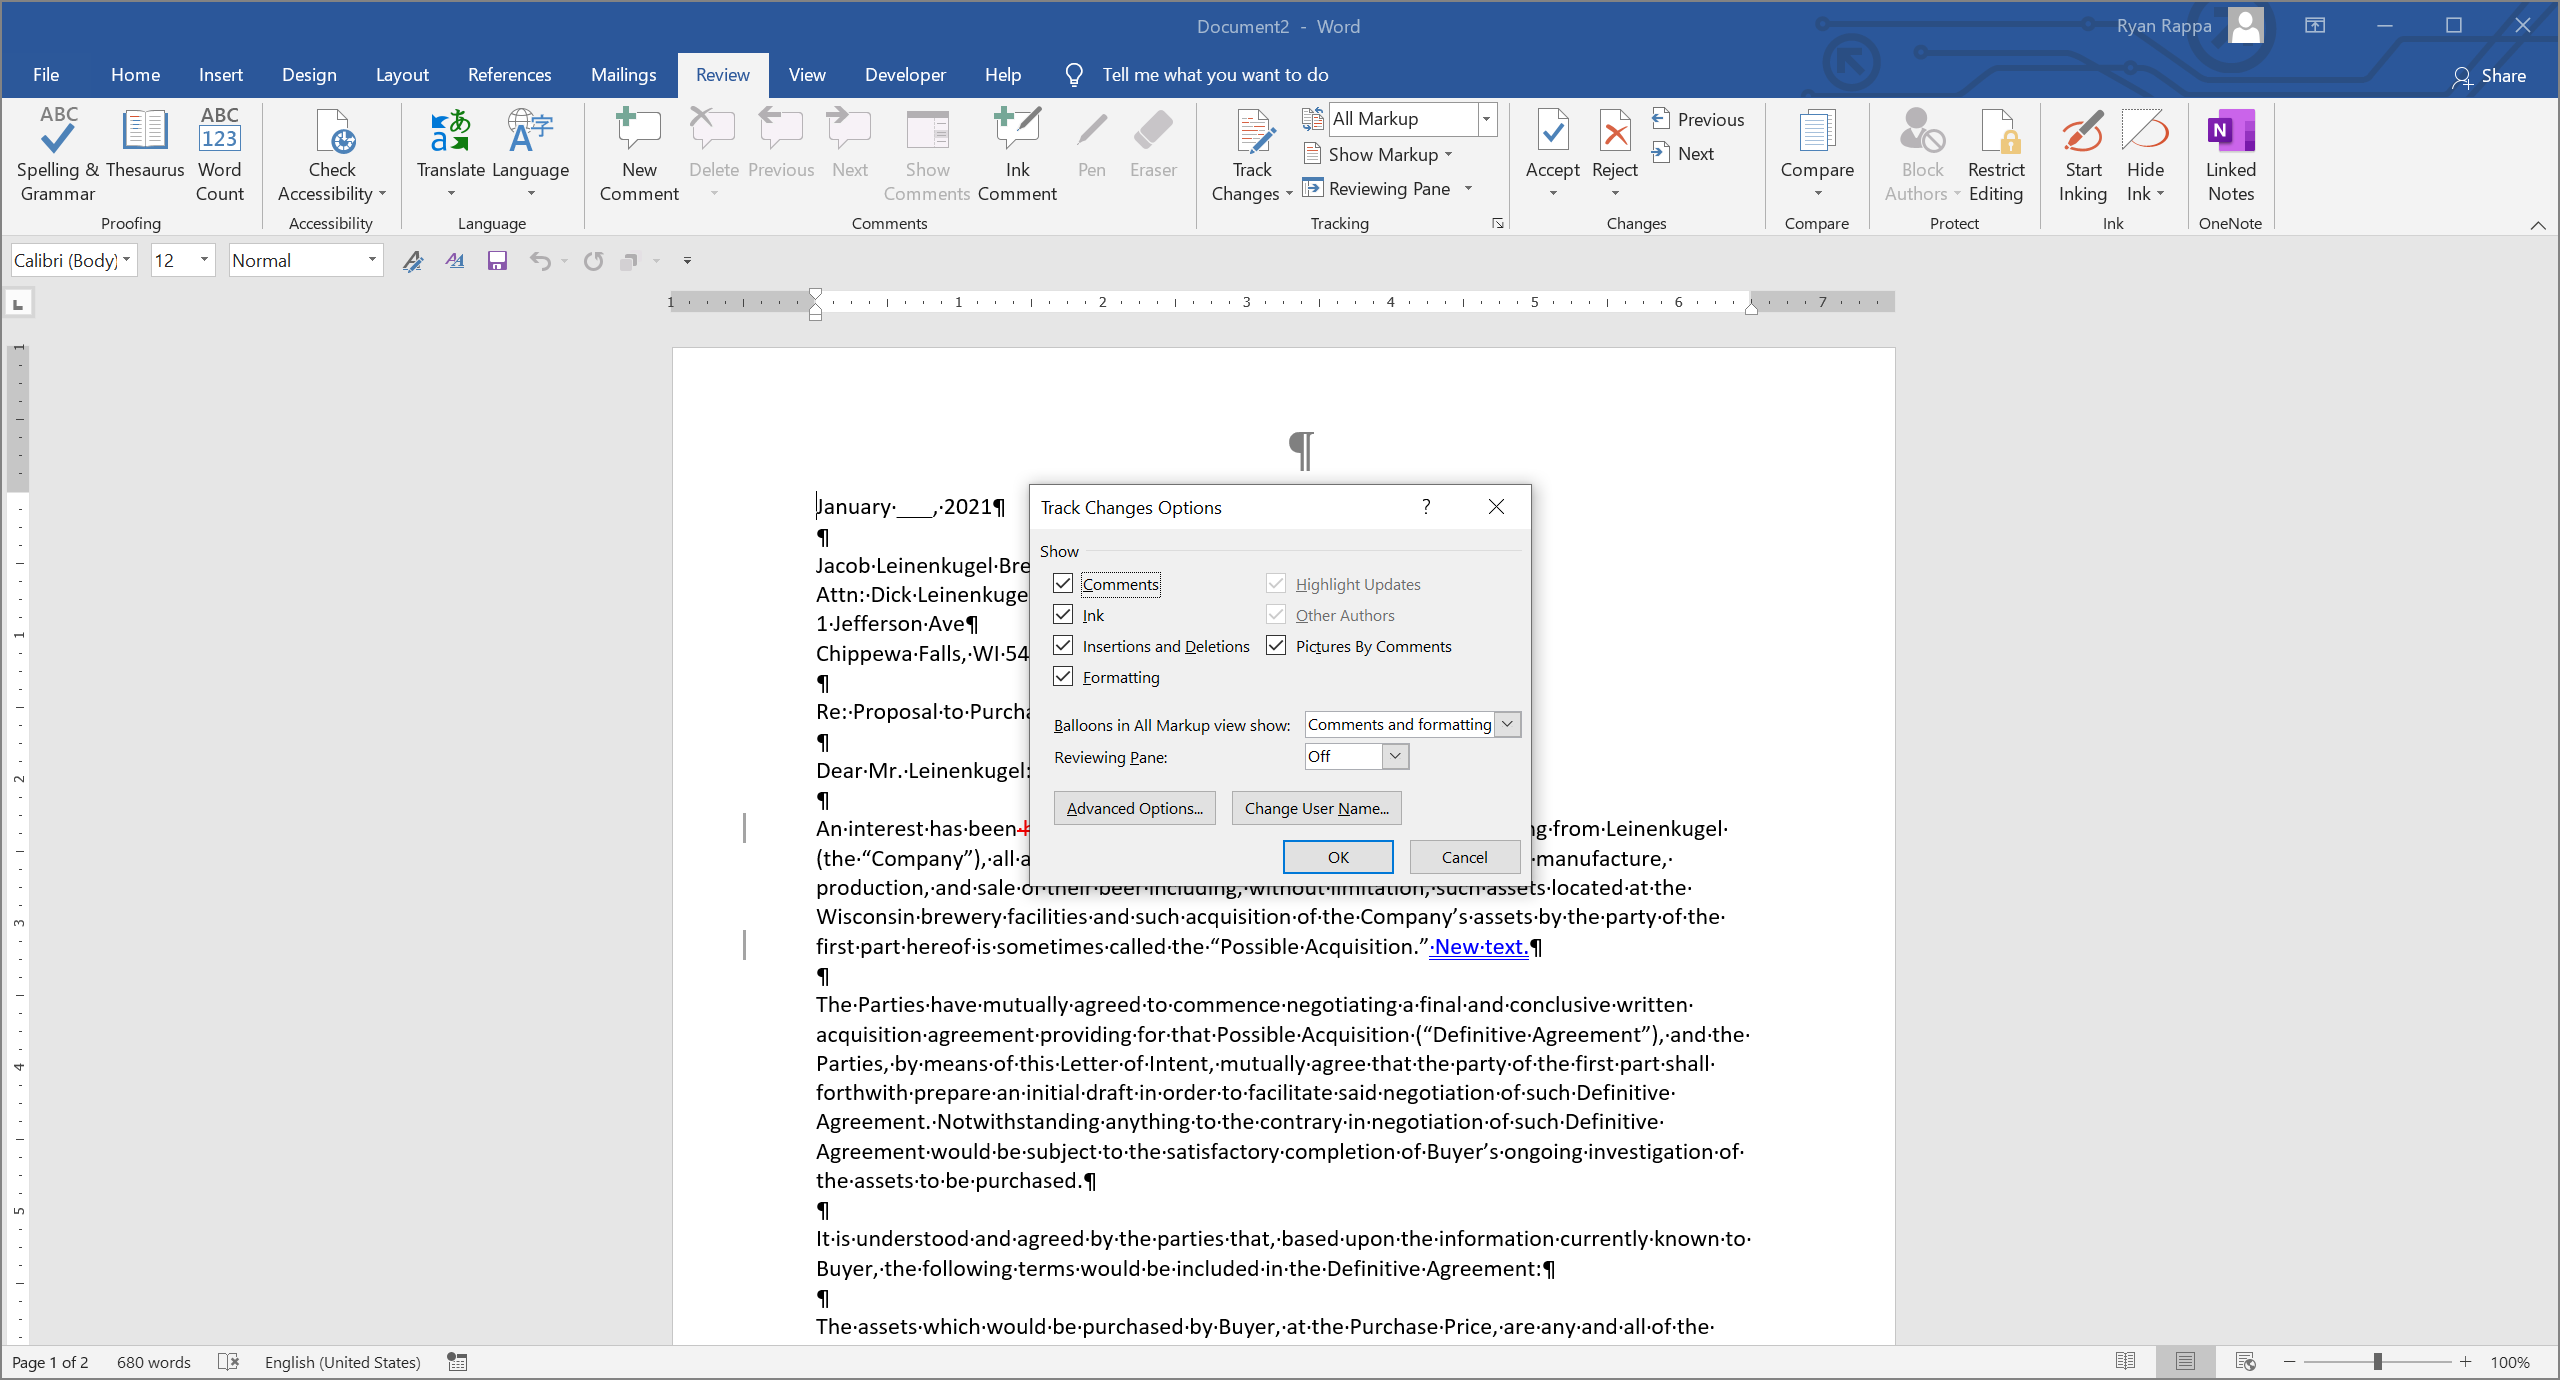 Document2 - Word
Ryan Rappa
File Home Insert Design Layout References Mailings Review View Developer Help Tell me what you want to do
Share
ABC
Spelling & Grammar
Thesaurus
ABC
123
Word Count
Proofing
Check Accessibility
Accessibility
Translate
Language
Language
New Comment
Delete
Previous
Next
Show Comments
Ink Comment
Pen
Eraser
Comments
Track Changes
All Markup
Show Markup
Reviewing Pane
Tracking
Accept
Reject
Previous
Next
Changes
Compare
Compare
Block Authors
Restrict Editing
Protect
Start Inking
Hide Ink
Ink
N
Linked Notes
OneNote
Calibri (Body) 12 Normal
1 1 2 3 4 5 6 7
1 1 2 3 4 5
¶
January·___,·2021¶
¶
Jacob·Leinenkugel·Bre
Attn:·Dick·Leinenkuge
1·Jefferson·Ave¶
Chippewa·Falls,·WI·54
¶
Re:·Proposal·to·Purcha
¶
Dear·Mr.·Leinenkugel:
¶
An·interest·has·been· g·from·Leinenkugel·
(the·“Company”),·all·a manufacture,·
production,·and·sale·of·their·beer·including,·without·limitation,·such·assets·located·at·the·
Wisconsin·brewery·facilities·and·such·acquisition·of·the·Company’s·assets·by·the·party·of·the·
first·part·hereof·is·sometimes·called·the·“Possible·Acquisition.”·New·text.¶
¶
The·Parties·have·mutually·agreed·to·commence·negotiating·a·final·and·conclusive·written·
acquisition·agreement·providing·for·that·Possible·Acquisition·(“Definitive·Agreement”),·and·the·
Parties,·by·means·of·this·Letter·of·Intent,·mutually·agree·that·the·party·of·the·first·part·shall·
forthwith·prepare·an·initial·draft·in·order·to·facilitate·said·negotiation·of·such·Definitive·
Agreement.·Notwithstanding·anything·to·the·contrary·in·negotiation·of·such·Definitive·
Agreement·would·be·subject·to·the·satisfactory·completion·of·Buyer’s·ongoing·investigation·of·
the·assets·to·be·purchased.¶
¶
It·is·understood·and·agreed·by·the·parties·that,·based·upon·the·information·currently·known·to·
Buyer,·the·following·terms·would·be·included·in·the·Definitive·Agreement:¶
¶
The·assets·which·would·be·purchased·by·Buyer,·at·the·Purchase·Price,·are·any·and·all·of·the·
Track Changes Options ?
Show
Comments Highlight Updates
Ink Other Authors
Insertions and Deletions Pictures By Comments
Formatting
Balloons in All Markup view show: Comments and formatting
Reviewing Pane: Off
Advanced Options... Change User Name...
OK Cancel
Page 1 of 2 680 words English (United States) 100%